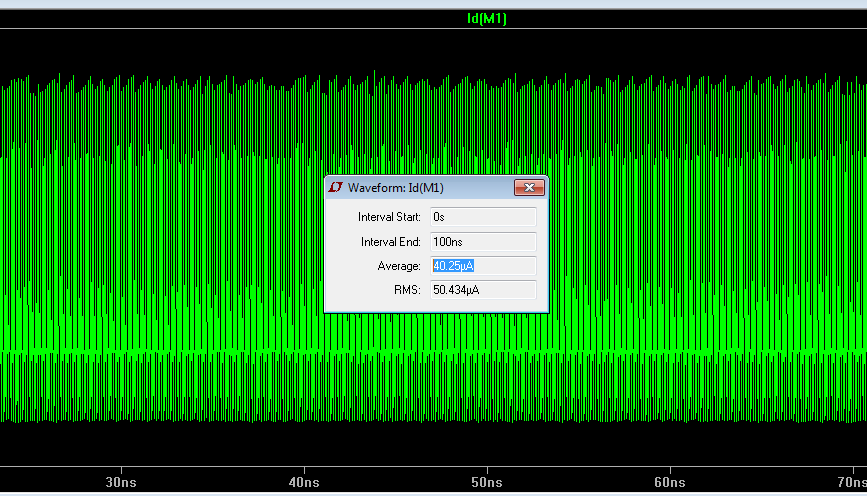 Id(M1)
Waveform: Id(M1)
Interval Start: 0s
Interval End: 100ns
Average: 40.25µA
RMS: 50.434µA
30ns 40ns 50ns 60ns 70ns